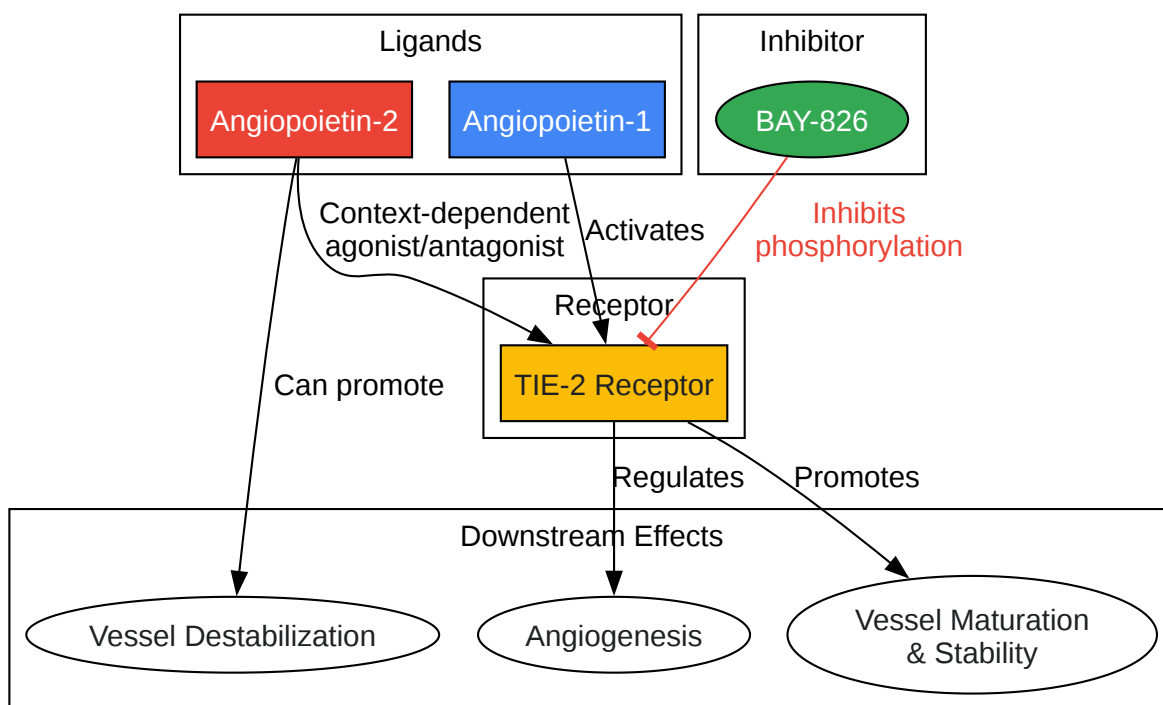 Ligands
Inhibitor
Angiopoietin-2
Angiopoietin-1
BAY-826
Context-dependent
agonist/antagonist
Activates
Inhibits
phosphorylation
Receptor
TIE-2 Receptor
Can promote
Regulates
Promotes
Downstream Effects
Vessel Destabilization
Angiogenesis
Vessel Maturation
& Stability